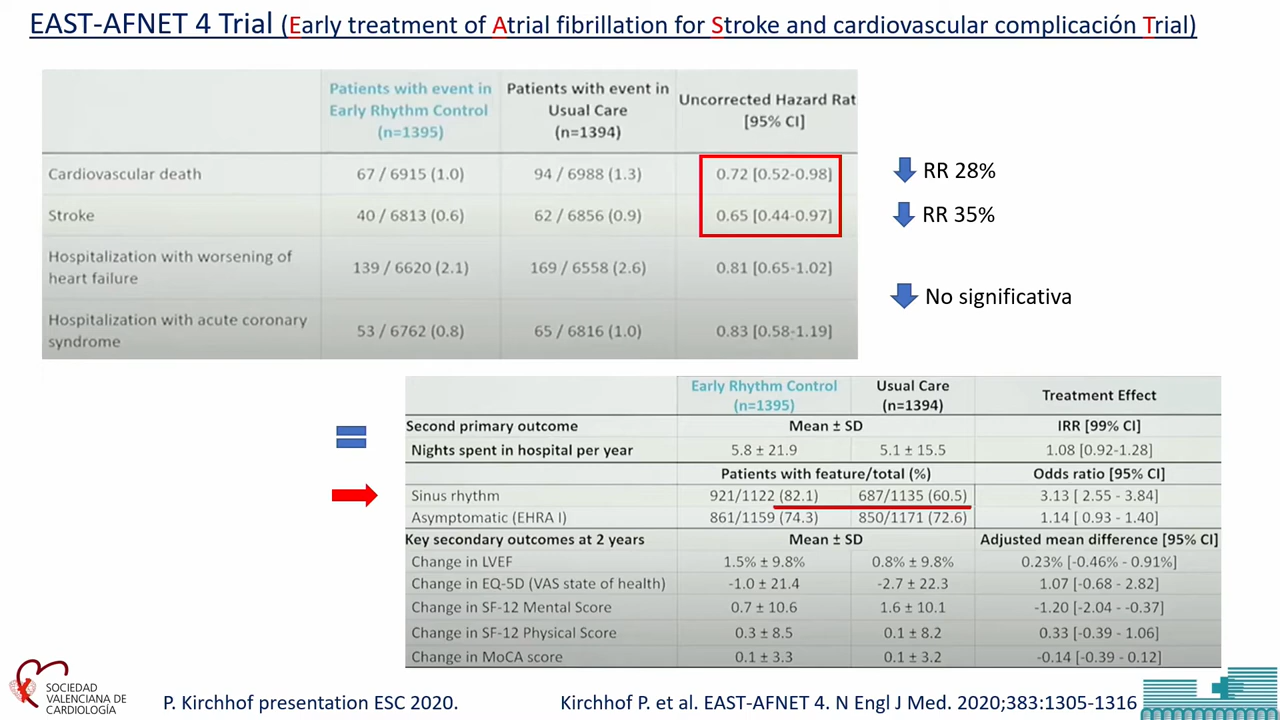 EAST-AFNET 4 Trial (Early treatment of Atrial fibrillation for Stroke and cardiovascular complicación Trial)
Patients with event in Early Rhythm Control (n=1395) Patients with event in Usual Care (n=1394) Uncorrected Hazard Rat [95% CI]
Cardiovascular death 67 / 6915 (1.0) 94 / 6988 (1.3) 0.72 [0.52-0.98]
RR 28%
Stroke 40 / 6813 (0.6) 62 / 6856 (0.9) 0.65 [0.44-0.97]
RR 35%
Hospitalization with worsening of heart failure 139 / 6620 (2.1) 169 / 6558 (2.6) 0.81 [0.65-1.02]
No significativa
Hospitalization with acute coronary syndrome 53 / 6762 (0.8) 65 / 6816 (1.0) 0.83 [0.58-1.19]
Early Rhythm Control (n=1395) Usual Care (n=1394) Treatment Effect
Second primary outcome Mean ± SD IRR [99% CI]
Nights spent in hospital per year 5.8 ± 21.9 5.1 ± 15.5 1.08 [0.92-1.28]
Patients with feature/total (%) Odds ratio [95% CI]
Sinus rhythm 921/1122 (82.1) 687/1135 (60.5) 3.13 [ 2.55 - 3.84]
Asymptomatic (EHRA I) 861/1159 (74.3) 850/1171 (72.6) 1.14 [ 0.93 - 1.40]
Key secondary outcomes at 2 years Mean ± SD Adjusted mean difference [95% CI]
Change in LVEF 1.5% ± 9.8% 0.8% ± 9.8% 0.23% [-0.46% - 0.91%]
Change in EQ-5D (VAS state of health) -1.0 ± 21.4 -2.7 ± 22.3 1.07 [-0.68 - 2.82]
Change in SF-12 Mental Score 0.7 ± 10.6 1.6 ± 10.1 -1.20 [-2.04 - -0.37]
Change in SF-12 Physical Score 0.3 ± 8.5 0.1 ± 8.2 0.33 [-0.39 - 1.06]
Change in MoCA score 0.1 ± 3.3 0.1 ± 3.2 -0.14 [-0.39 - 0.12]
SOCIEDAD
VALENCIANA DE
CARDIOLOGÍA
P. Kirchhof presentation ESC 2020.
Kirchhof P. et al. EAST-AFNET 4. N Engl J Med. 2020;383:1305-1316